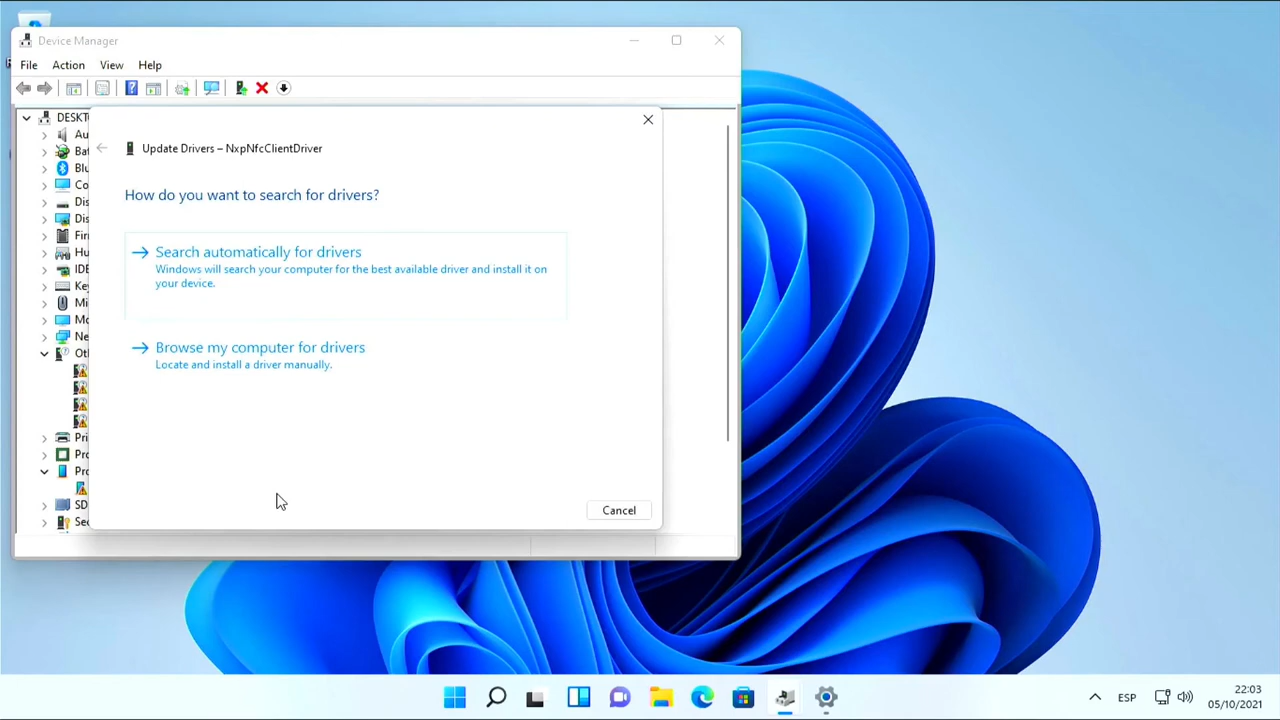 Device Manager
File Action View Help
Update Drivers – NxpNfcClientDriver
How do you want to search for drivers?
Search automatically for drivers
Windows will search your computer for the best available driver and install it on
your device.
Browse my computer for drivers
Locate and install a driver manually.
Cancel
DESKT
Au
Bat
Blu
Co
Dis
Dis
Firr
Hu
IDE
Key
Mi
Mo
Ne
Oth
Pri
Pro
Pro
SD
Sec
ESP
22:03
05/10/2021